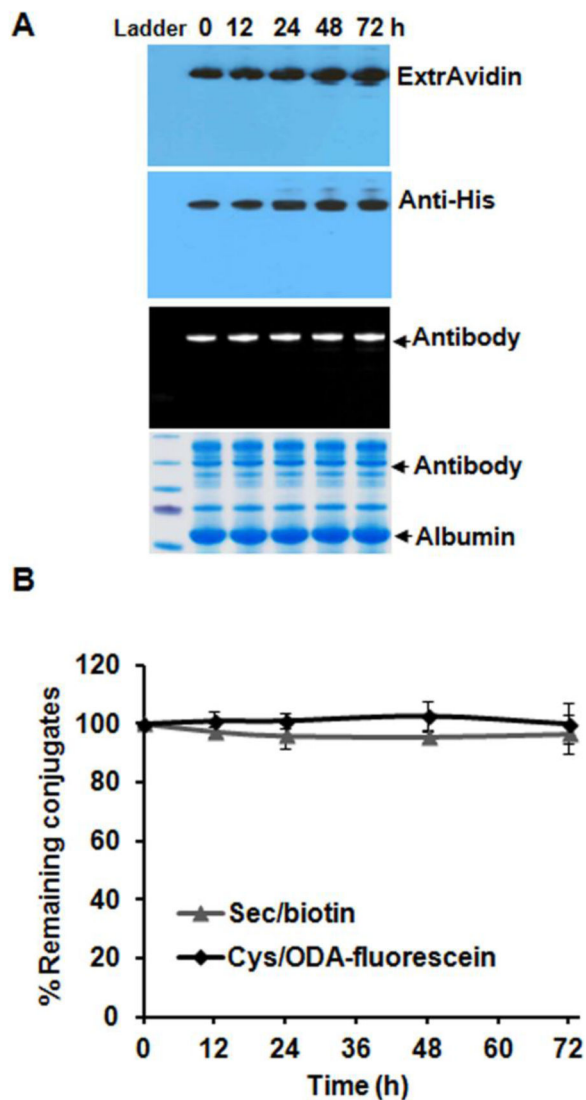 A
Ladder 0 12 24 48 72 h
ExtrAvidin
Anti-His
Antibody
Antibody
Albumin
B
120
100
80
60
40
20
0
% Remaining conjugates
Sec/biotin
Cys/ODA-fluorescein
0 12 24 36 48 60 72
Time (h)